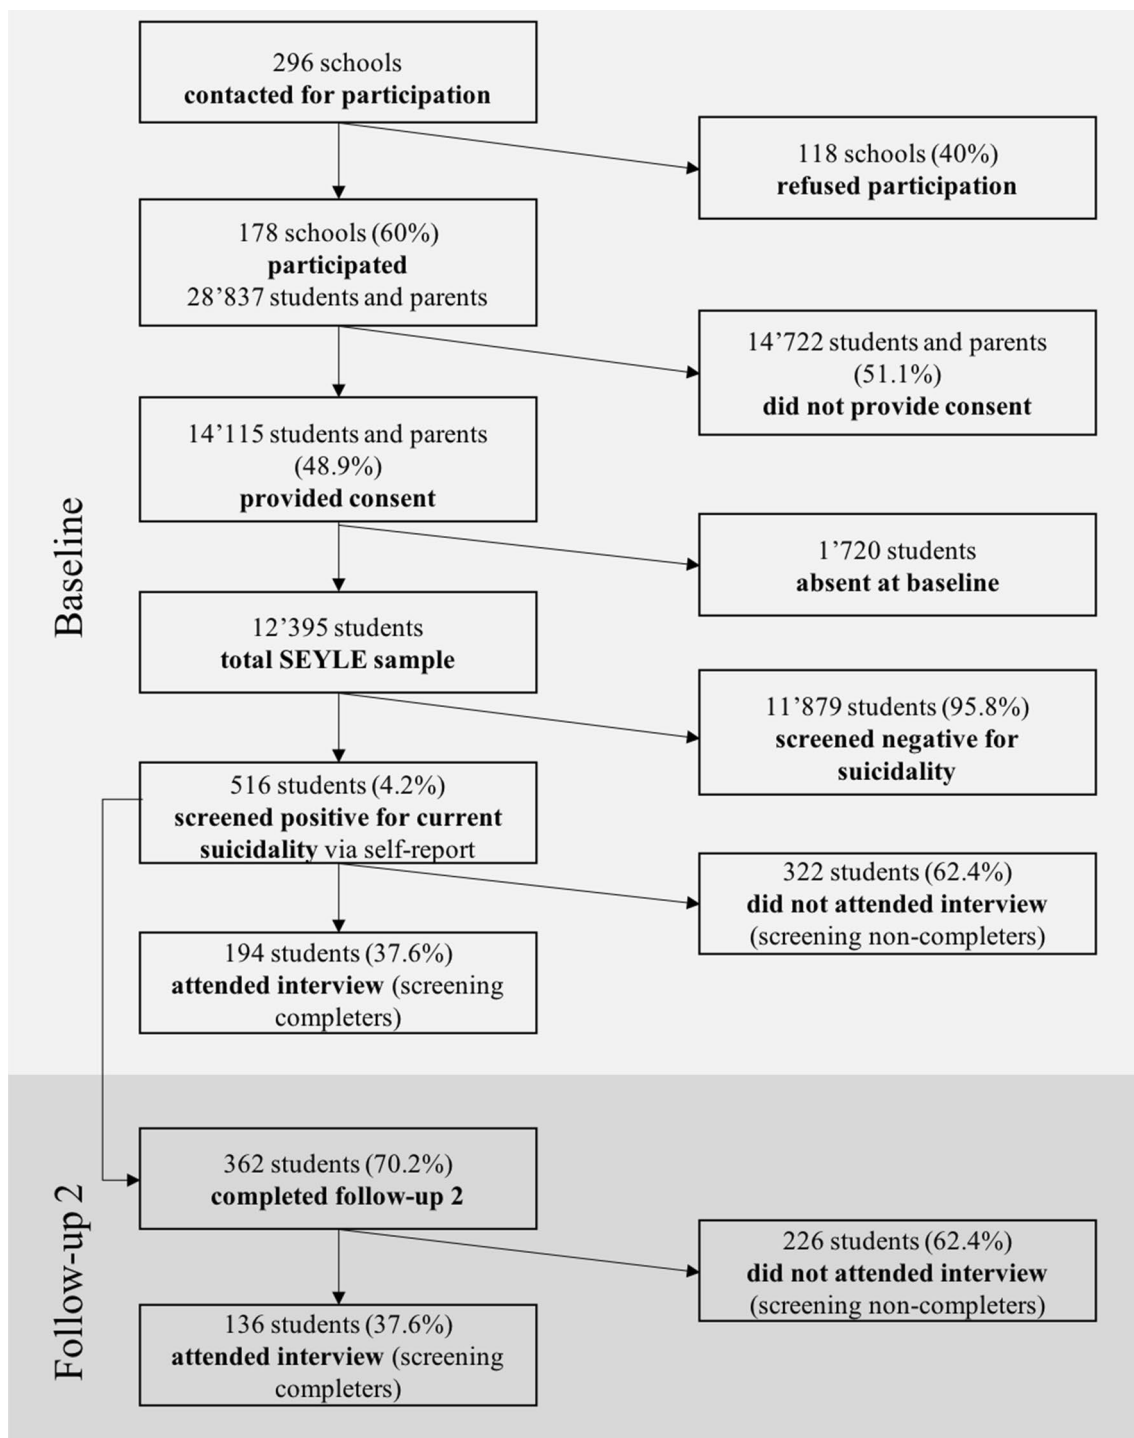 296 schools
contacted for participation
118 schools (40%)
refused participation
178 schools (60%)
participated
28’837 students and parents
14’722 students and parents
(51.1%)
did not provide consent
14’115 students and parents
(48.9%)
provided consent
1’720 students
absent at baseline
12’395 students
total SEYLE sample
11’879 students (95.8%)
screened negative for
suicidality
516 students (4.2%)
screened positive for current
suicidality via self-report
322 students (62.4%)
did not attended interview
(screening non-completers)
194 students (37.6%)
attended interview (screening
completers)
Baseline
362 students (70.2%)
completed follow-up 2
226 students (62.4%)
did not attended interview
(screening non-completers)
136 students (37.6%)
attended interview (screening
completers)
Follow-up 2